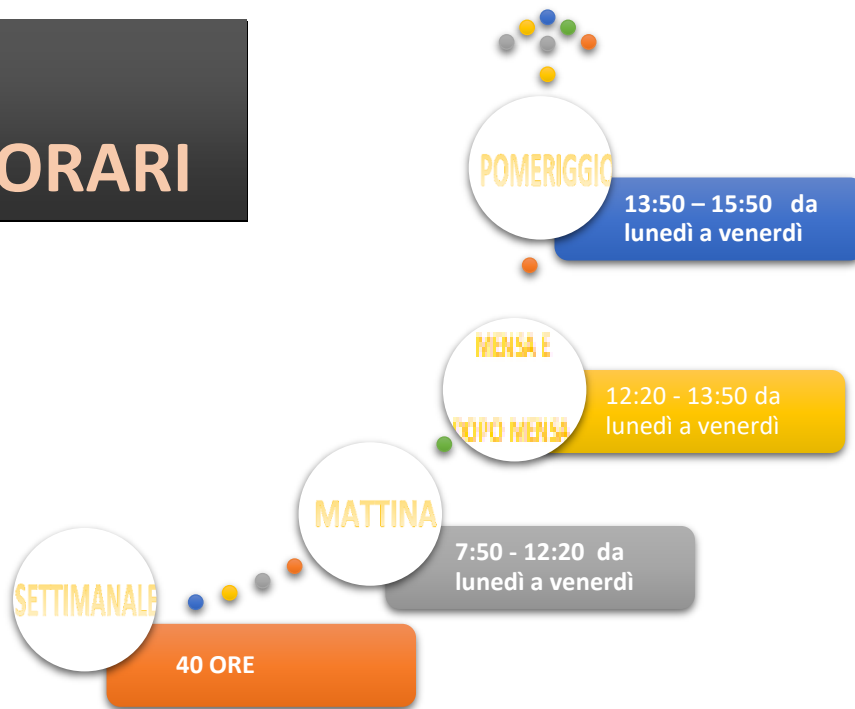 ORARI
POMERIGGIO
13:50 – 15:50 da
lunedì a venerdì
MENSA E
DOPO MENSA
12:20 - 13:50 da
lunedì a venerdì
MATTINA
7:50 - 12:20 da
lunedì a venerdì
SETTIMANALE
40 ORE